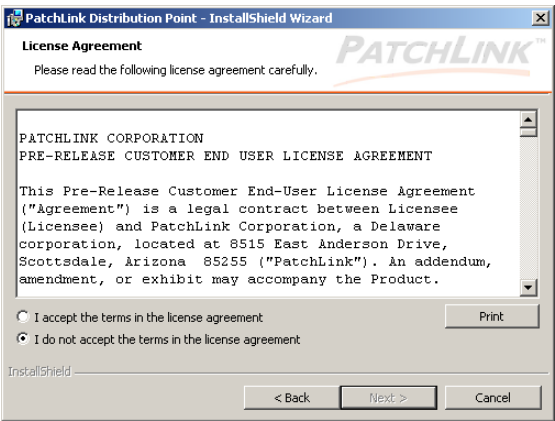 PatchLink Distribution Point - InstallShield Wizard
License Agreement
Please read the following license agreement carefully.
PATCHLINK™
PATCHLINK CORPORATION
PRE-RELEASE CUSTOMER END USER LICENSE AGREEMENT
This Pre-Release Customer End-User License Agreement
("Agreement") is a legal contract between Licensee
(Licensee) and PatchLink Corporation, a Delaware
corporation, located at 8515 East Anderson Drive,
Scottsdale, Arizona  85255 ("PatchLink"). An addendum,
amendment, or exhibit may accompany the Product.
I accept the terms in the license agreement
Print
I do not accept the terms in the license agreement
InstallShield
< Back
Next >
Cancel